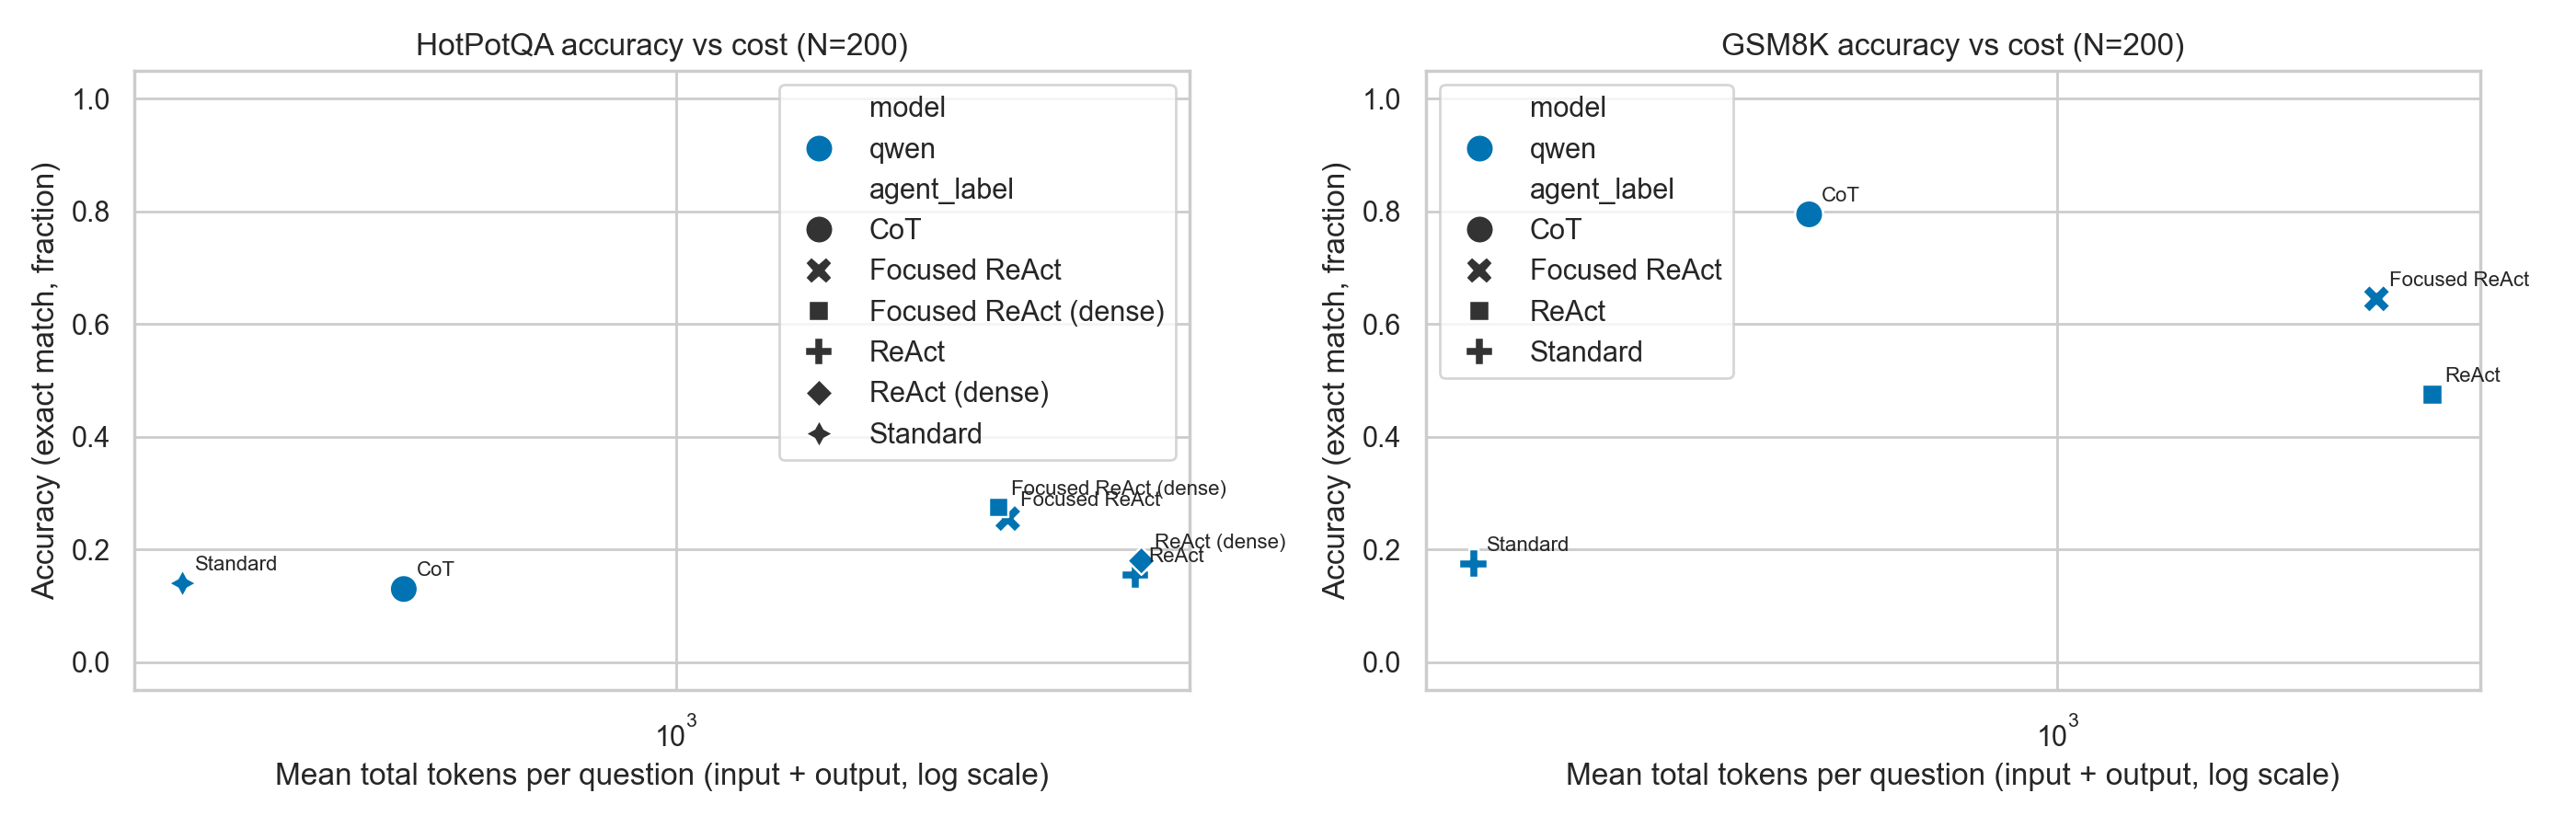 HotPotQA accuracy vs cost (N=200)
Accuracy (exact match, fraction)
1.0
0.8
0.6
0.4
0.2
0.0
model
qwen
agent_label
CoT
Focused ReAct
Focused ReAct (dense)
ReAct
ReAct (dense)
Standard
Focused ReAct (dense)
Focused ReAct
ReAct (dense)
ReAct
Standard
CoT
10³
Mean total tokens per question (input + output, log scale)
GSM8K accuracy vs cost (N=200)
Accuracy (exact match, fraction)
1.0
0.8
0.6
0.4
0.2
0.0
model
qwen
agent_label
CoT
Focused ReAct
ReAct
Standard
CoT
Focused ReAct
ReAct
Standard
10³
Mean total tokens per question (input + output, log scale)